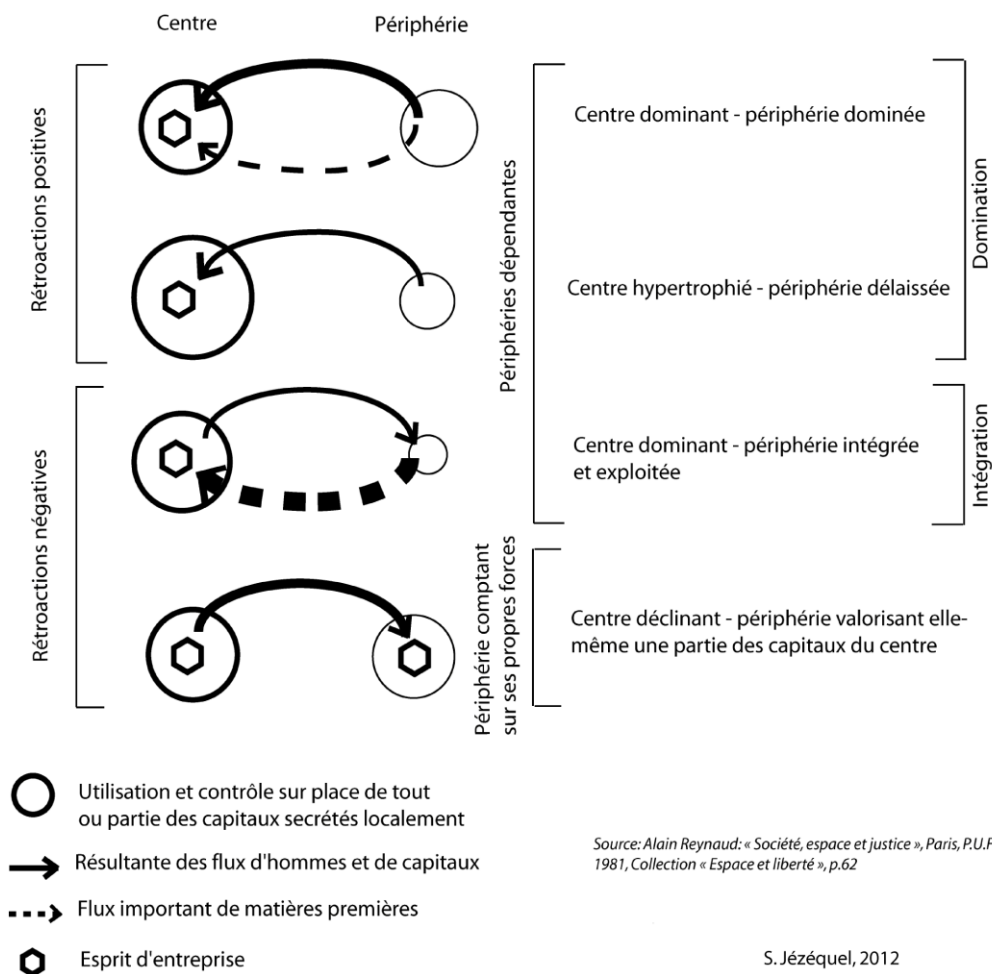 Centre
Périphérie
Rétroactions positives
Périphéries dépendantes
Centre dominant - périphérie dominée
Domination
Centre hypertrophié - périphérie délaissée
Rétroactions négatives
Centre dominant - périphérie intégrée
et exploitée
Intégration
Périphérie comptant
sur ses propres forces
Centre déclinant - périphérie valorisant elle-
même une partie des capitaux du centre
Utilisation et contrôle sur place de tout
ou partie des capitaux secrétés localement
Résultante des flux d'hommes et de capitaux
Flux important de matières premières
Esprit d'entreprise
Source: Alain Reynaud: « Société, espace et justice », Paris, P.U.F
1981, Collection « Espace et liberté », p.62
S. Jézéquel, 2012